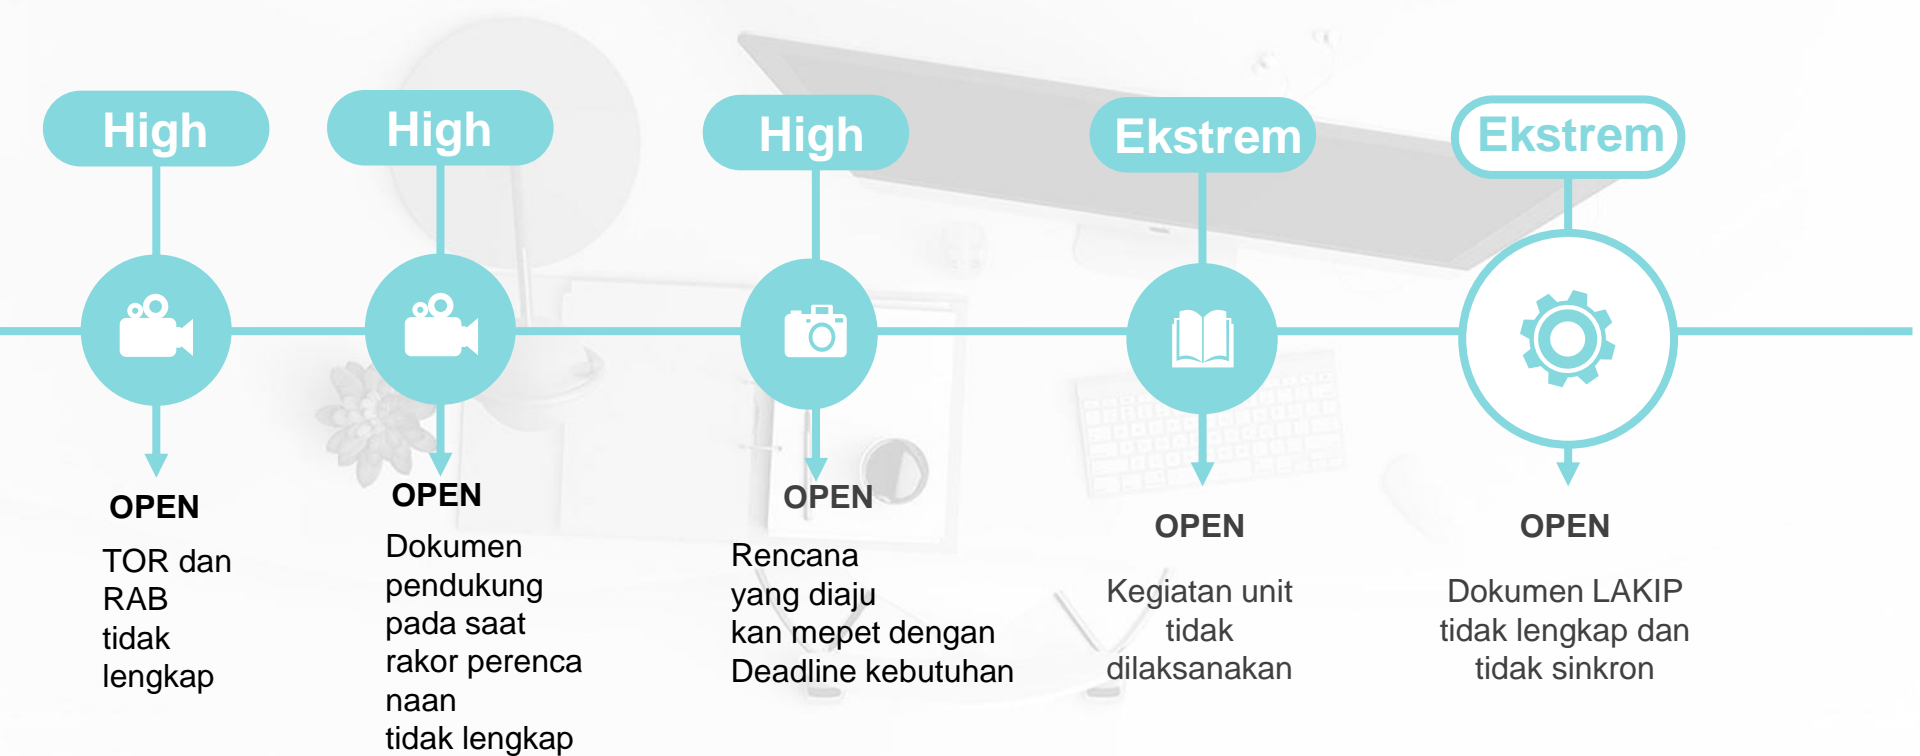 High
OPEN
TOR dan
RAB
tidak
lengkap
High
OPEN
Dokumen
pendukung
pada saat
rakor perenca
naan
tidak lengkap
High
OPEN
Rencana
yang diaju
kan mepet dengan
Deadline kebutuhan
Ekstrem
OPEN
Kegiatan unit
tidak
dilaksanakan
Ekstrem
OPEN
Dokumen LAKIP
tidak lengkap dan
tidak sinkron